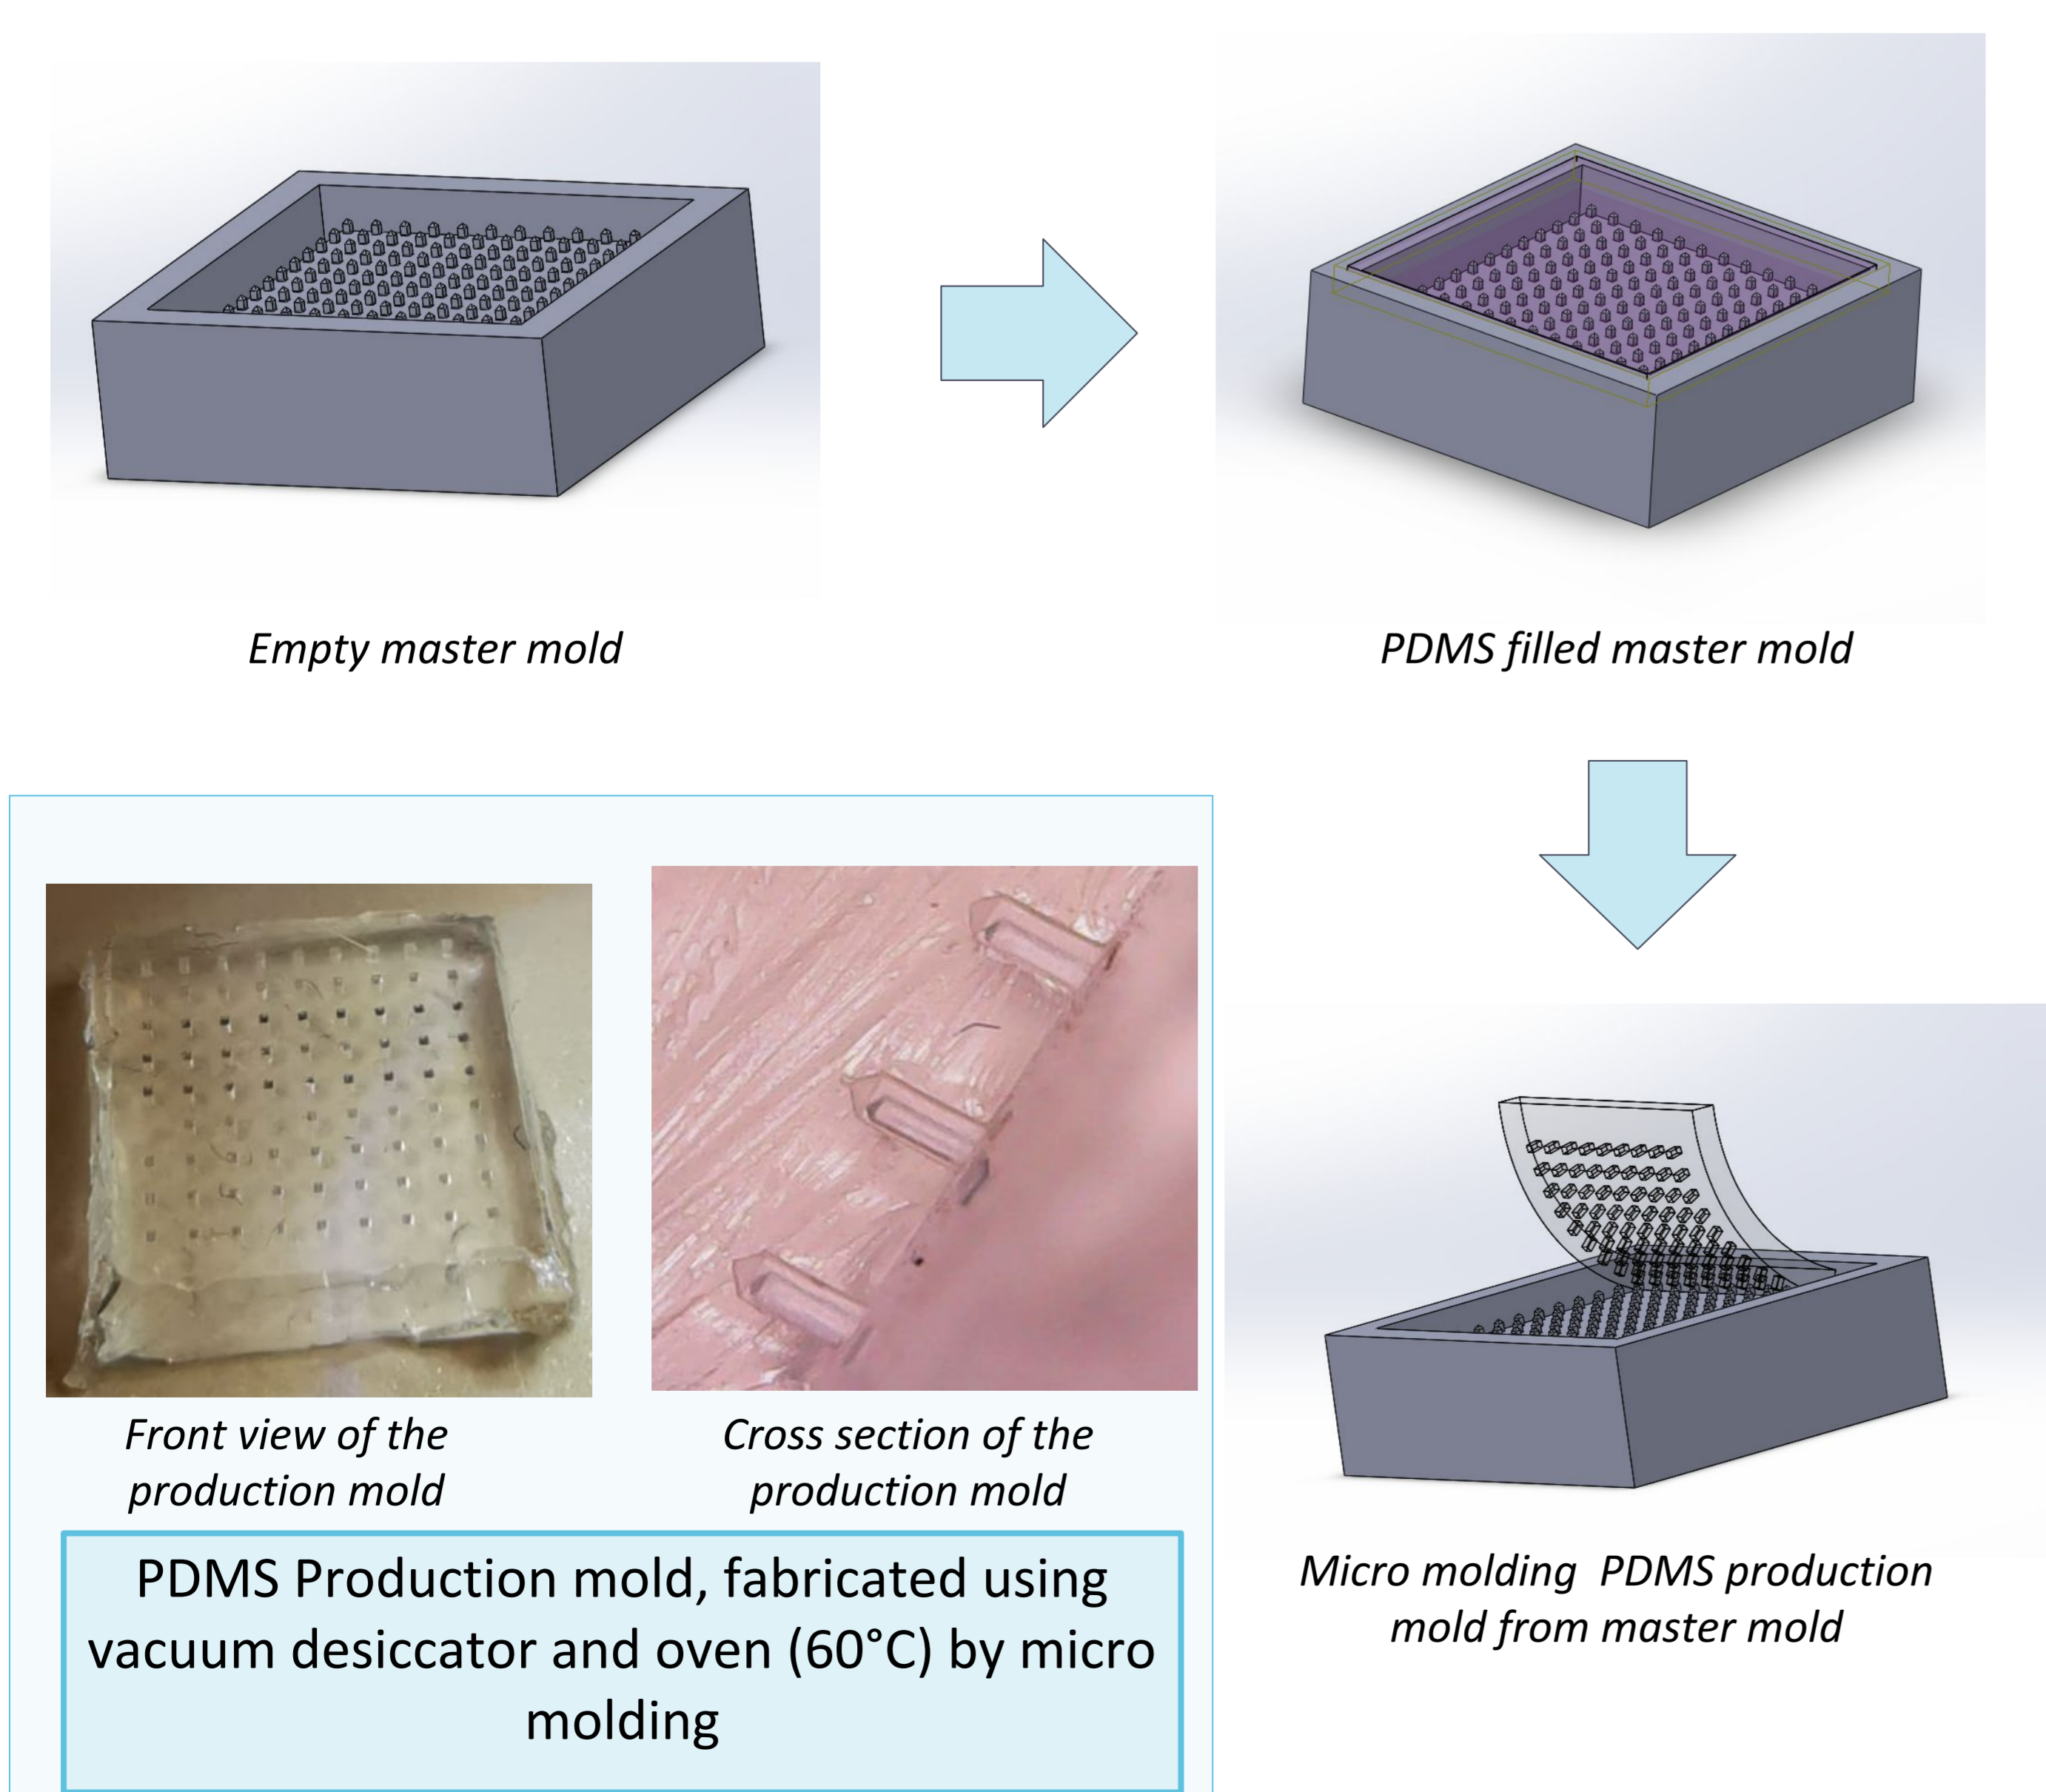 Empty master mold
PDMS filled master mold
Front view of the
production mold
Cross section of the
production mold
PDMS Production mold, fabricated using
vacuum desiccator and oven (60°C) by micro
molding
Micro molding  PDMS production
mold from master mold